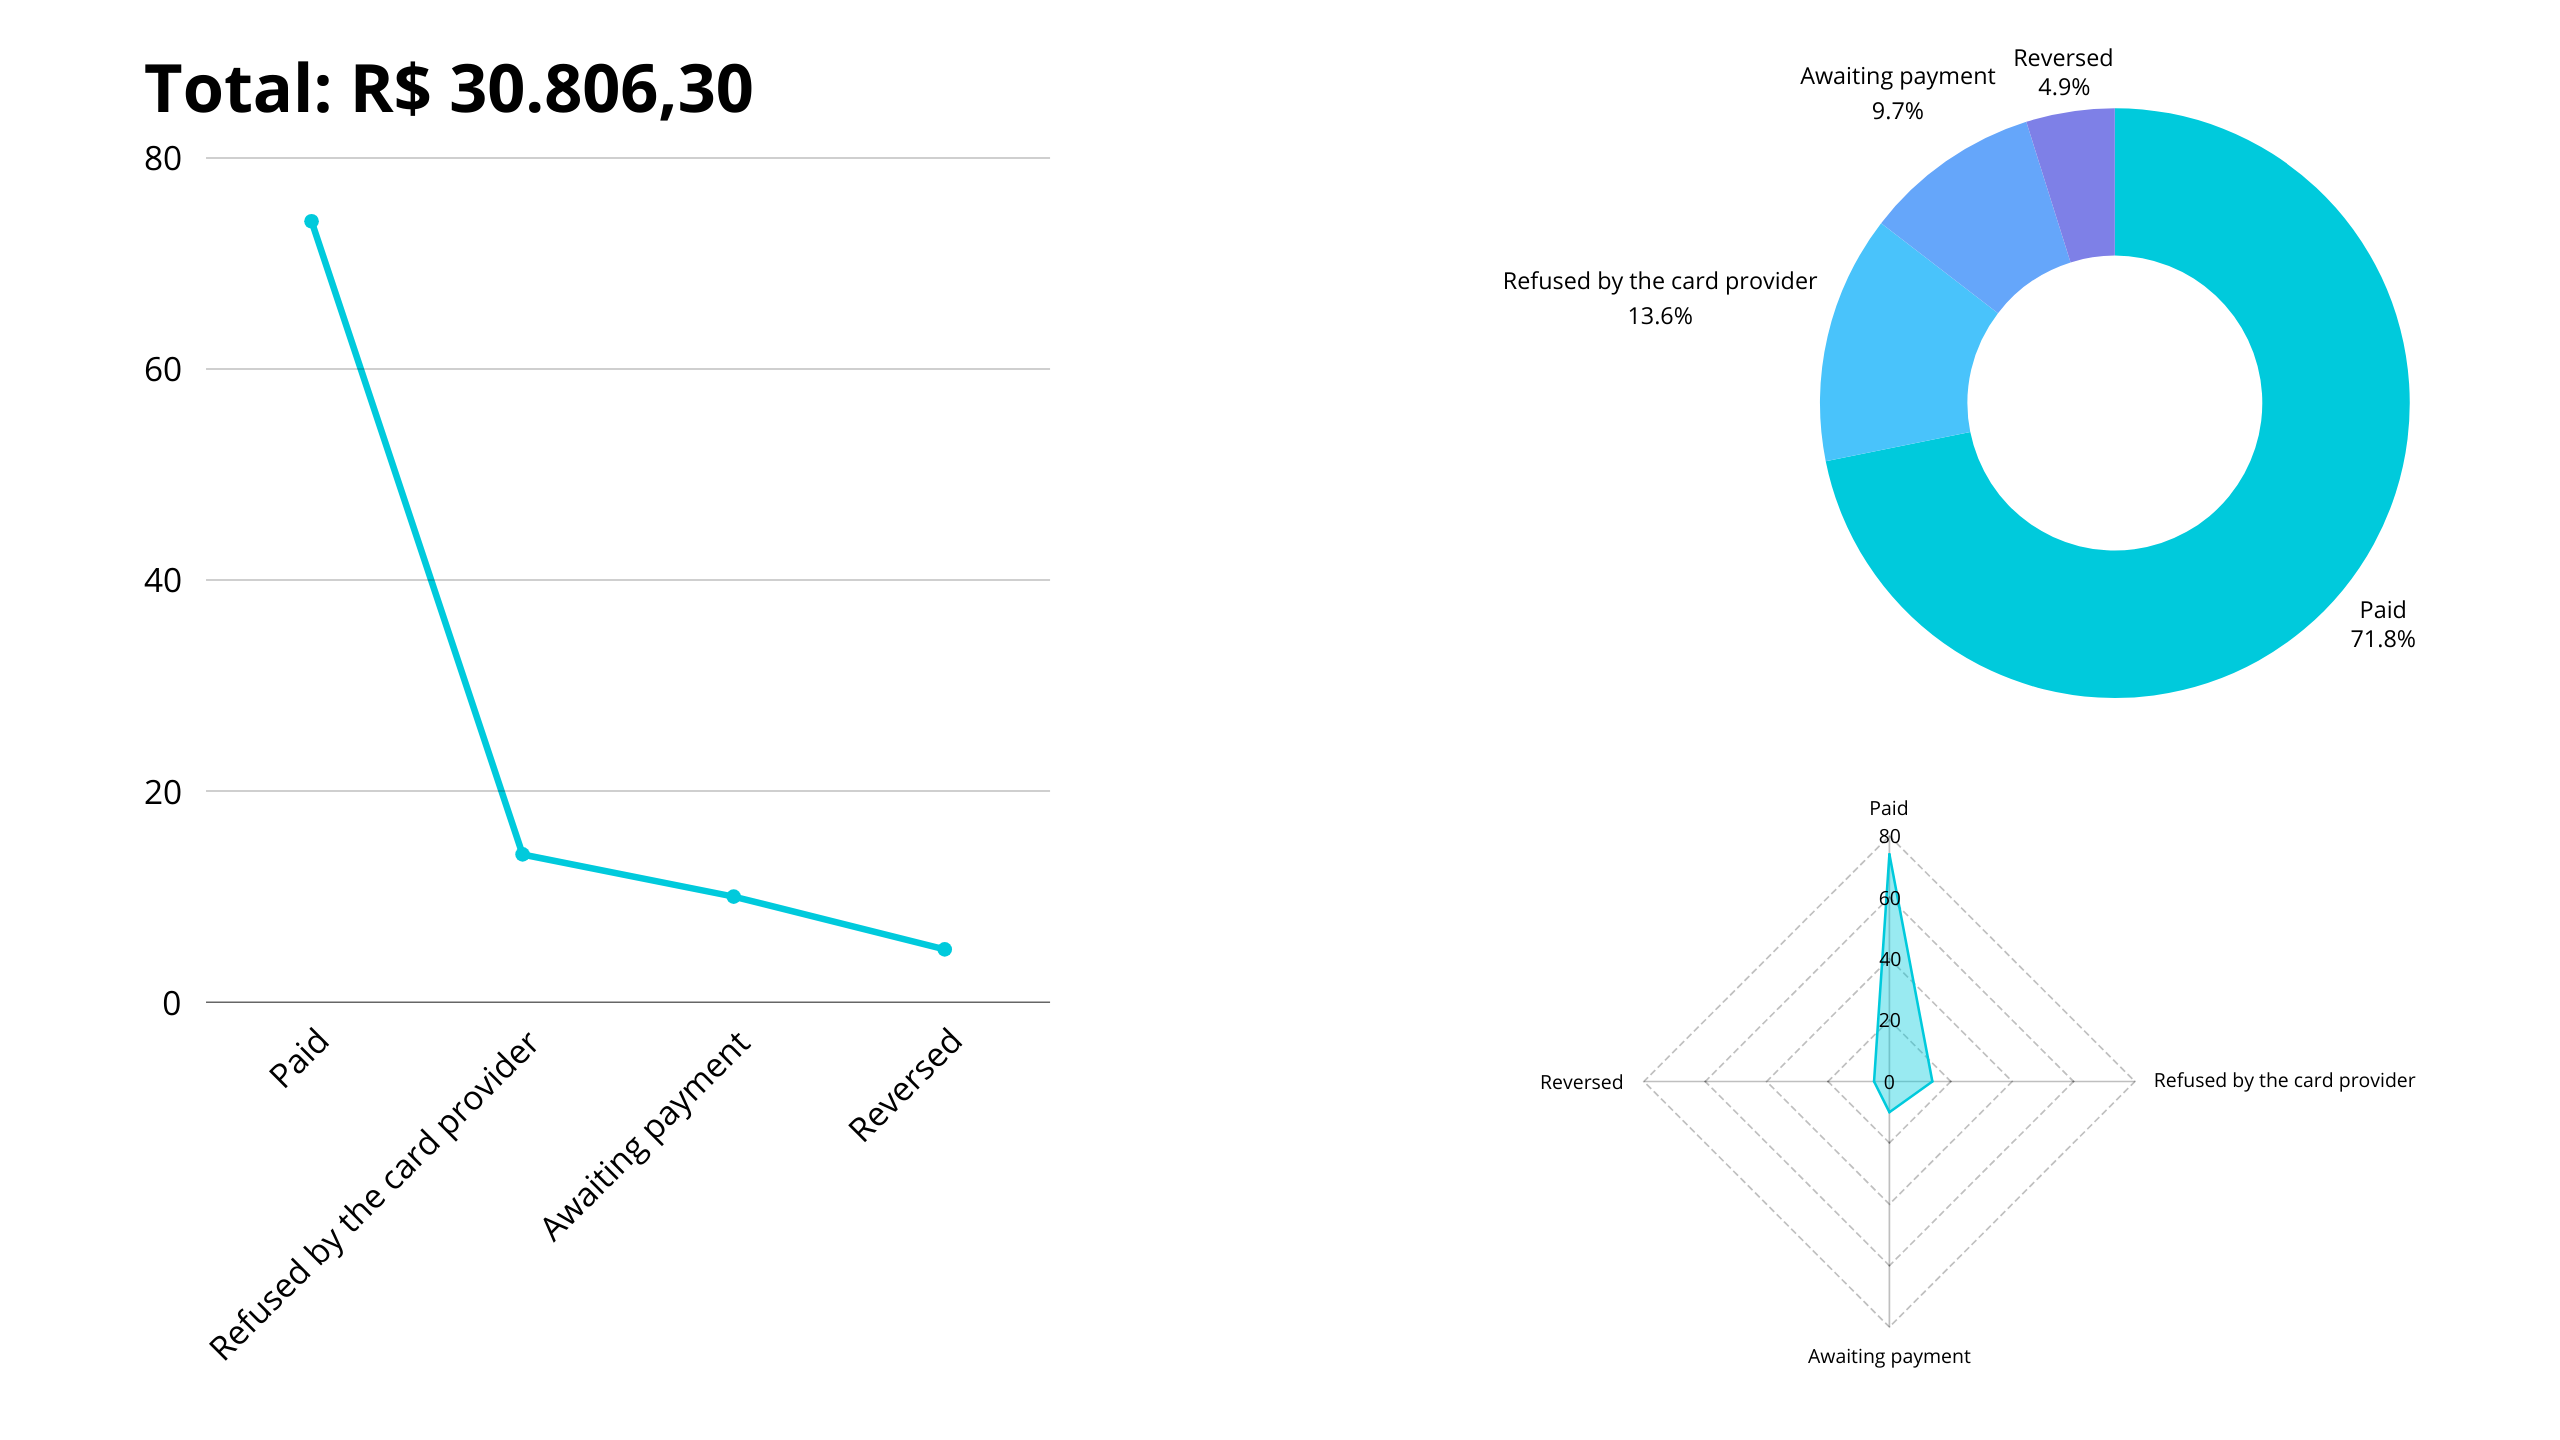 Total: R$ 30.806,30
80
60
40
20
0
Paid
Refused by the card provider
Awaiting payment
Reversed
Reversed
4.9%
Awaiting payment
9.7%
Refused by the card provider
13.6%
Paid
71.8%
Paid
80
60
40
20
0
Reversed
Refused by the card provider
Awaiting payment